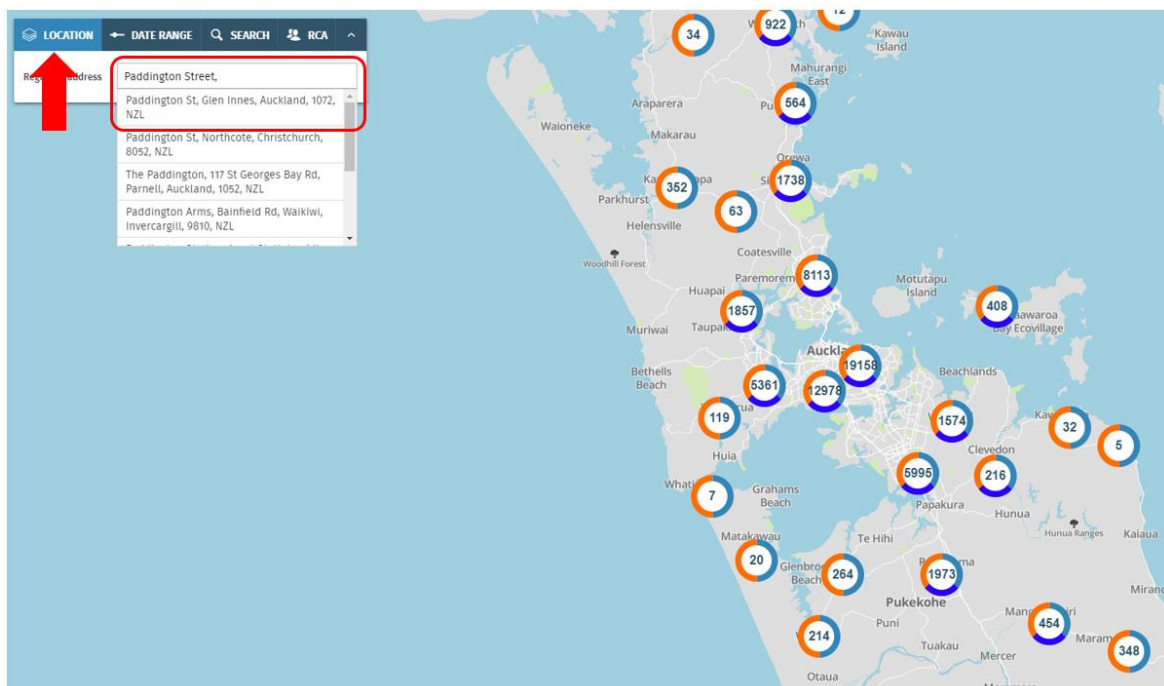 LOCATION
DATE RANGE
SEARCH
RCA
Paddington Street,
Paddington St, Glen Innes, Auckland, 1072,
NZL
Paddington St, Northcote, Christchurch,
8052, NZL
The Paddington, 117 St Georges Bay Rd,
Parnell, Auckland, 1052, NZL
Paddington Arms, Bainfield Rd, Waikiwi,
Invercargill, 9810, NZL
12
922
34
Kawau
Island
Mahurangi
East
564
Araparera
Waioneke
Makarau
Orewa
1738
352
63
Parkhurst
Helensville
Coatesville
Woodhill Forest
8113
Motutapu
Island
Huapai
408
1857
Muriwai
Bay Ecovillage
19158
Bethells
Beach
5361
12978
Beachlands
119
1574
32
5
Huia
Clevedon
5995
216
7
Grahams
Beach
Papakura
Hunua
Matakawau
Te Hihi
Hunua Ranges
Kaiaua
20
264
1973
Beach
Pukekohe
Puni
454
214
Tuakau
Mercer
348
Otaua